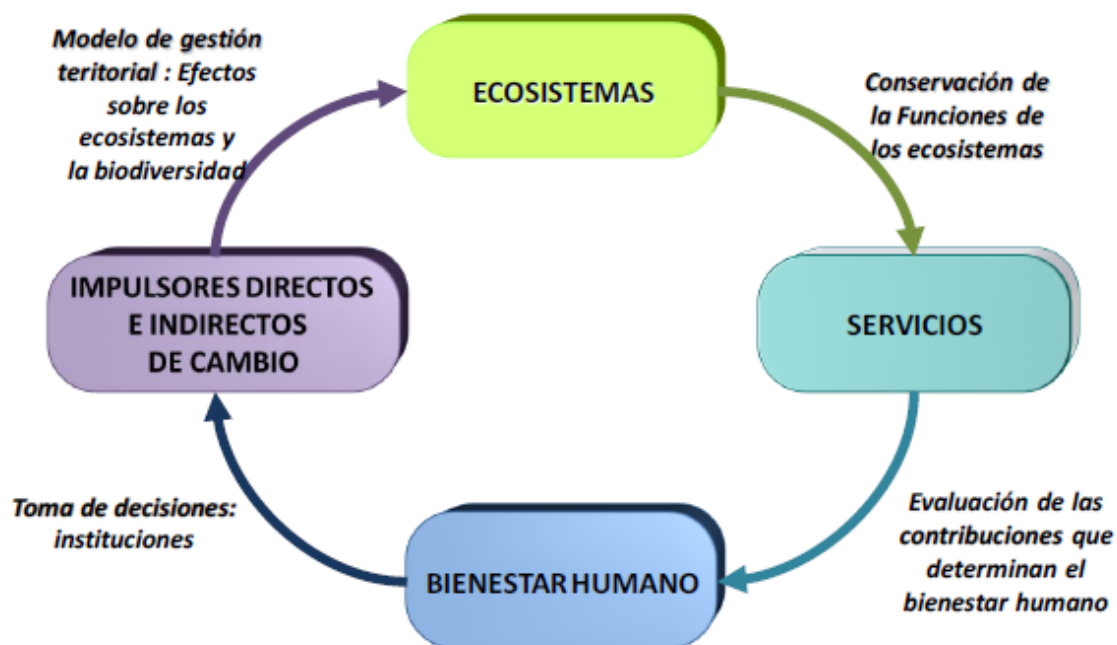 Modelo de gestión
teritorial : Efectos
sobre los
ecosistemas y
la biodiversidad
ECOSISTEMAS
Conservación de
la Funciones de
los ecosistemas
IMPULSORES DIRECTOS
E INDIRECTOS
DE CAMBIO
SERVICIOS
Toma de decisiones:
instituciones
BIENESTAR HUMANO
Evaluación de las
contribuciones que
determinan el
bienestar humano